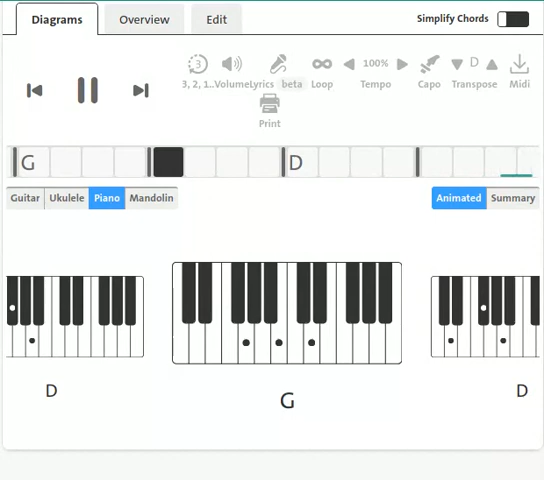 Diagrams Overview Edit Simplify Chords
3 100% D
3, 2, 1.. Volume Lyrics beta Loop Tempo Capo Transpose Midi
Print
G D
Guitar Ukulele Piano Mandolin Animated Summary
D G D